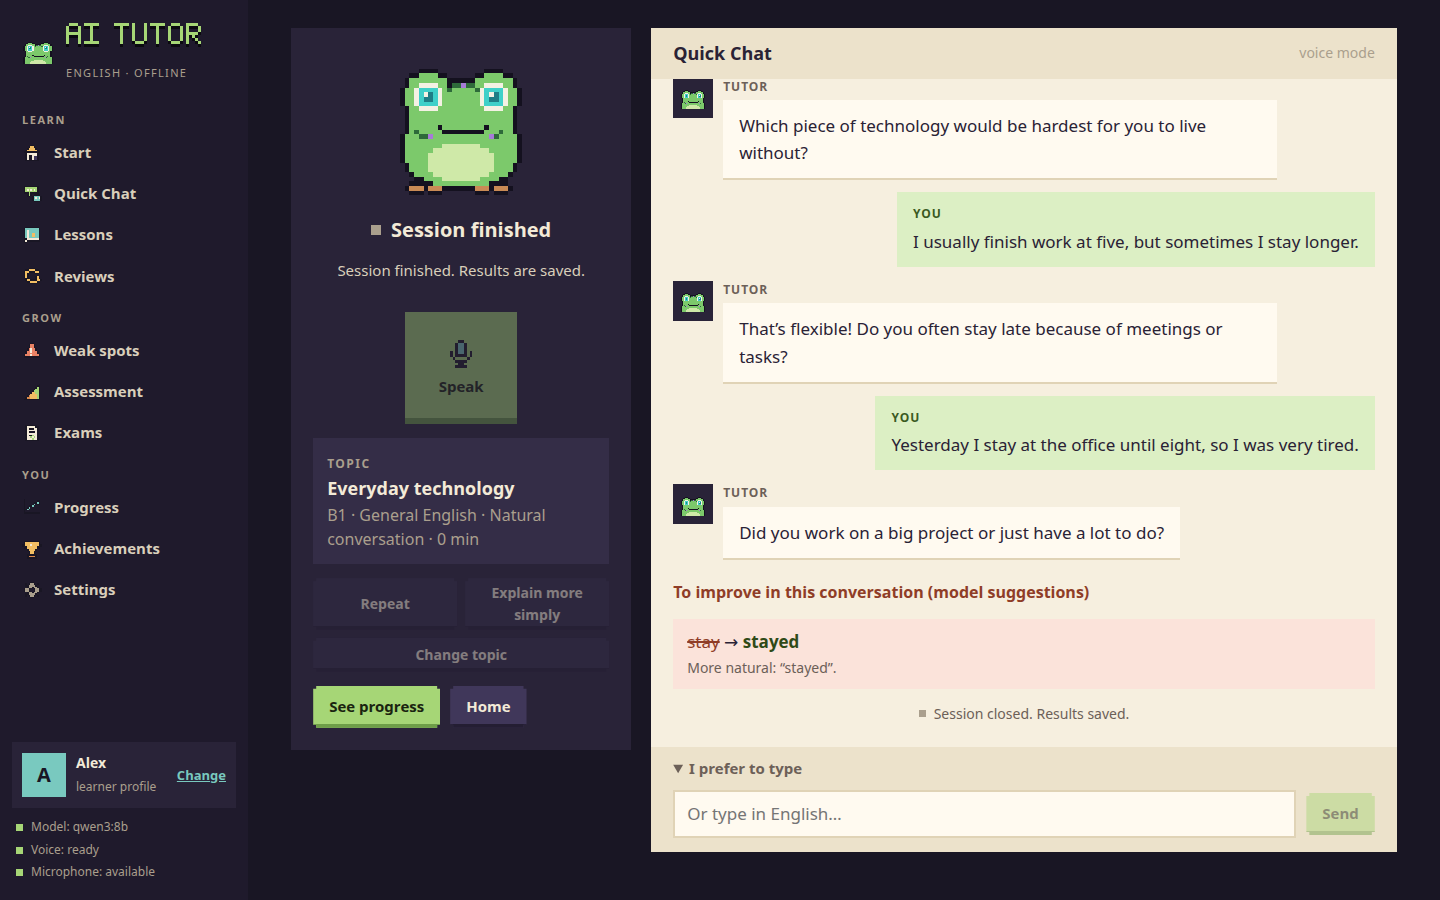 AI TUTOR
ENGLISH · OFFLINE
LEARN
Start
Quick Chat
Lessons
Reviews
GROW
Weak spots
Assessment
Exams
YOU
Progress
Achievements
Settings
A
Alex
learner profile
Change
Model: qwen3:8b
Voice: ready
Microphone: available
Session finished
Session finished. Results are saved.
Speak
TOPIC
Everyday technology
B1 · General English · Natural
conversation · 0 min
Repeat
Explain more
simply
Change topic
See progress
Home
Quick Chat
voice mode
TUTOR
Which piece of technology would be hardest for you to live
without?
YOU
I usually finish work at five, but sometimes I stay longer.
TUTOR
That’s flexible! Do you often stay late because of meetings or
tasks?
YOU
Yesterday I stay at the office until eight, so I was very tired.
TUTOR
Did you work on a big project or just have a lot to do?
To improve in this conversation (model suggestions)
stay → stayed
More natural: “stayed”.
Session closed. Results saved.
▼ I prefer to type
Or type in English...
Send